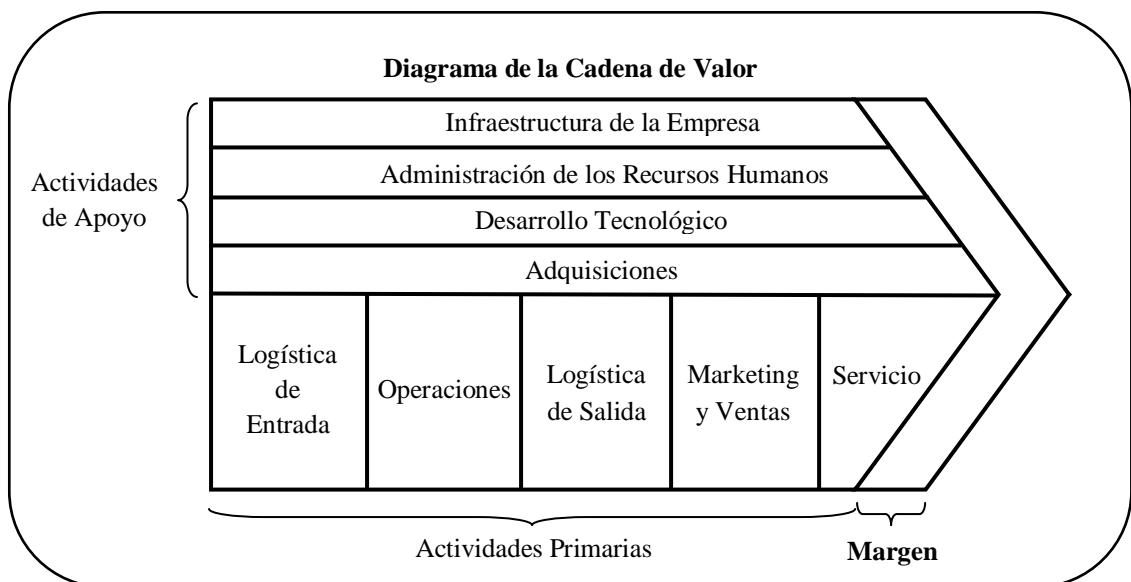 Diagrama de la Cadena de Valor
Actividades
de Apoyo
Infraestructura de la Empresa
Administración de los Recursos Humanos
Desarrollo Tecnológico
Adquisiciones
Logística
de
Entrada
Operaciones
Logística
de Salida
Marketing
y Ventas
Servicio
Actividades Primarias
Margen